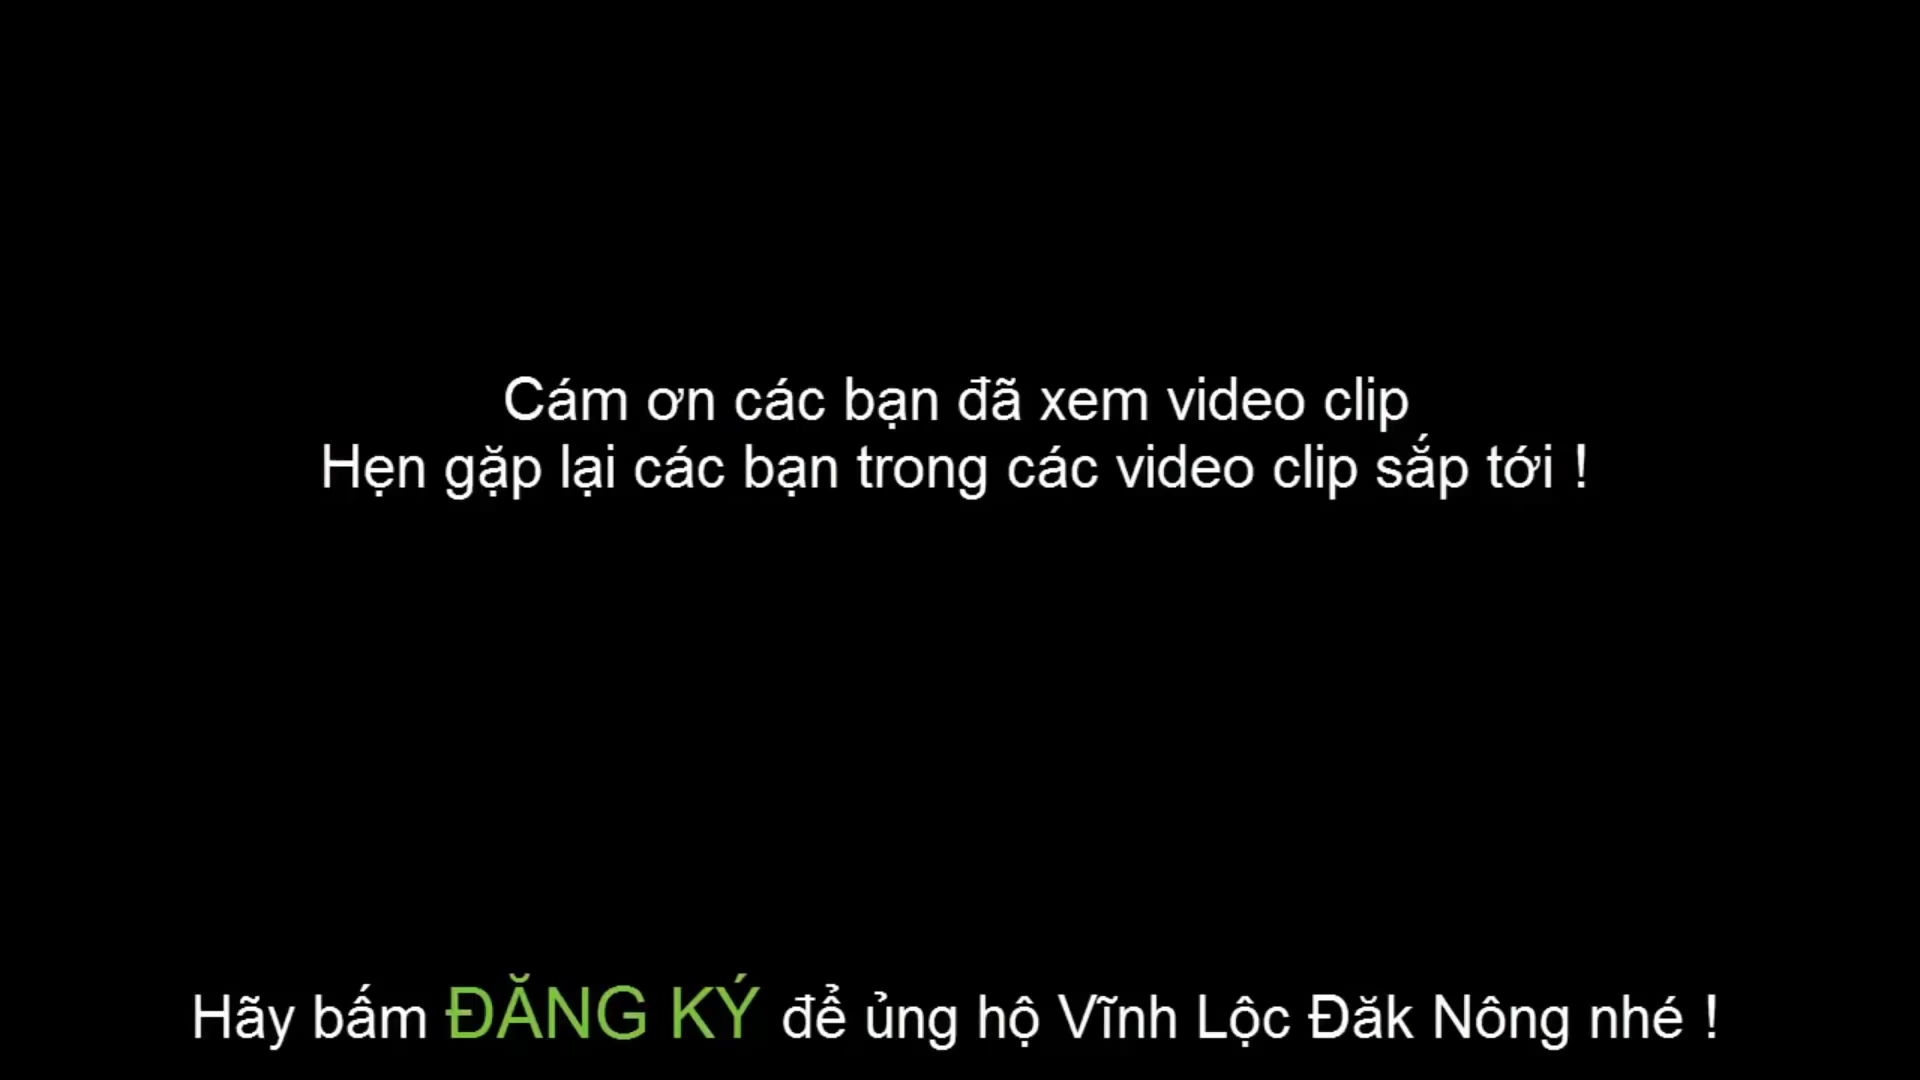 Cám ơn các bạn đã xem video clip
Hẹn gặp lại các bạn trong các video clip sắp tới !
Hãy bấm ĐĂNG KÝ để ủng hộ Vĩnh Lộc Đăk Nông nhé !